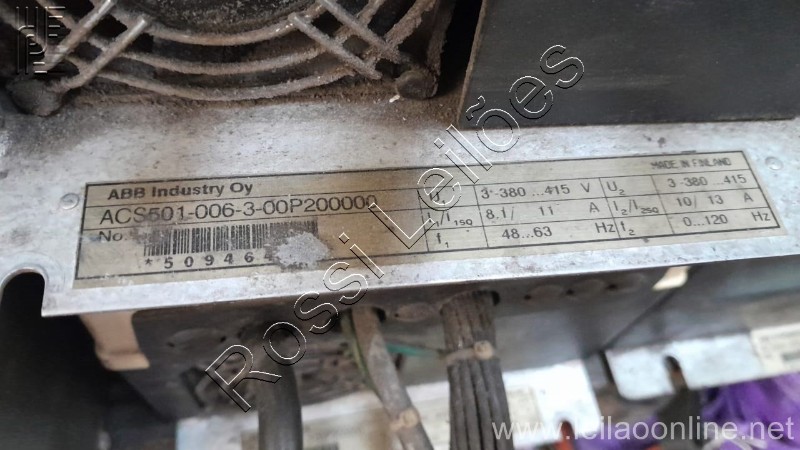 MADE IN FINLAND
ABB Industry Oy
ACS501-006-3-00P200000
U₁ 3~380 ...415 V U₂ 3~380 ...415
I₁/I₁SQ 8.1/ 11 A I₂/I₂SQ 10/ 13 A
No.
f₁ 48...63 Hz f₂ 0...120 Hz
*50946
Rossi Leilões
www.leilaoonline.net